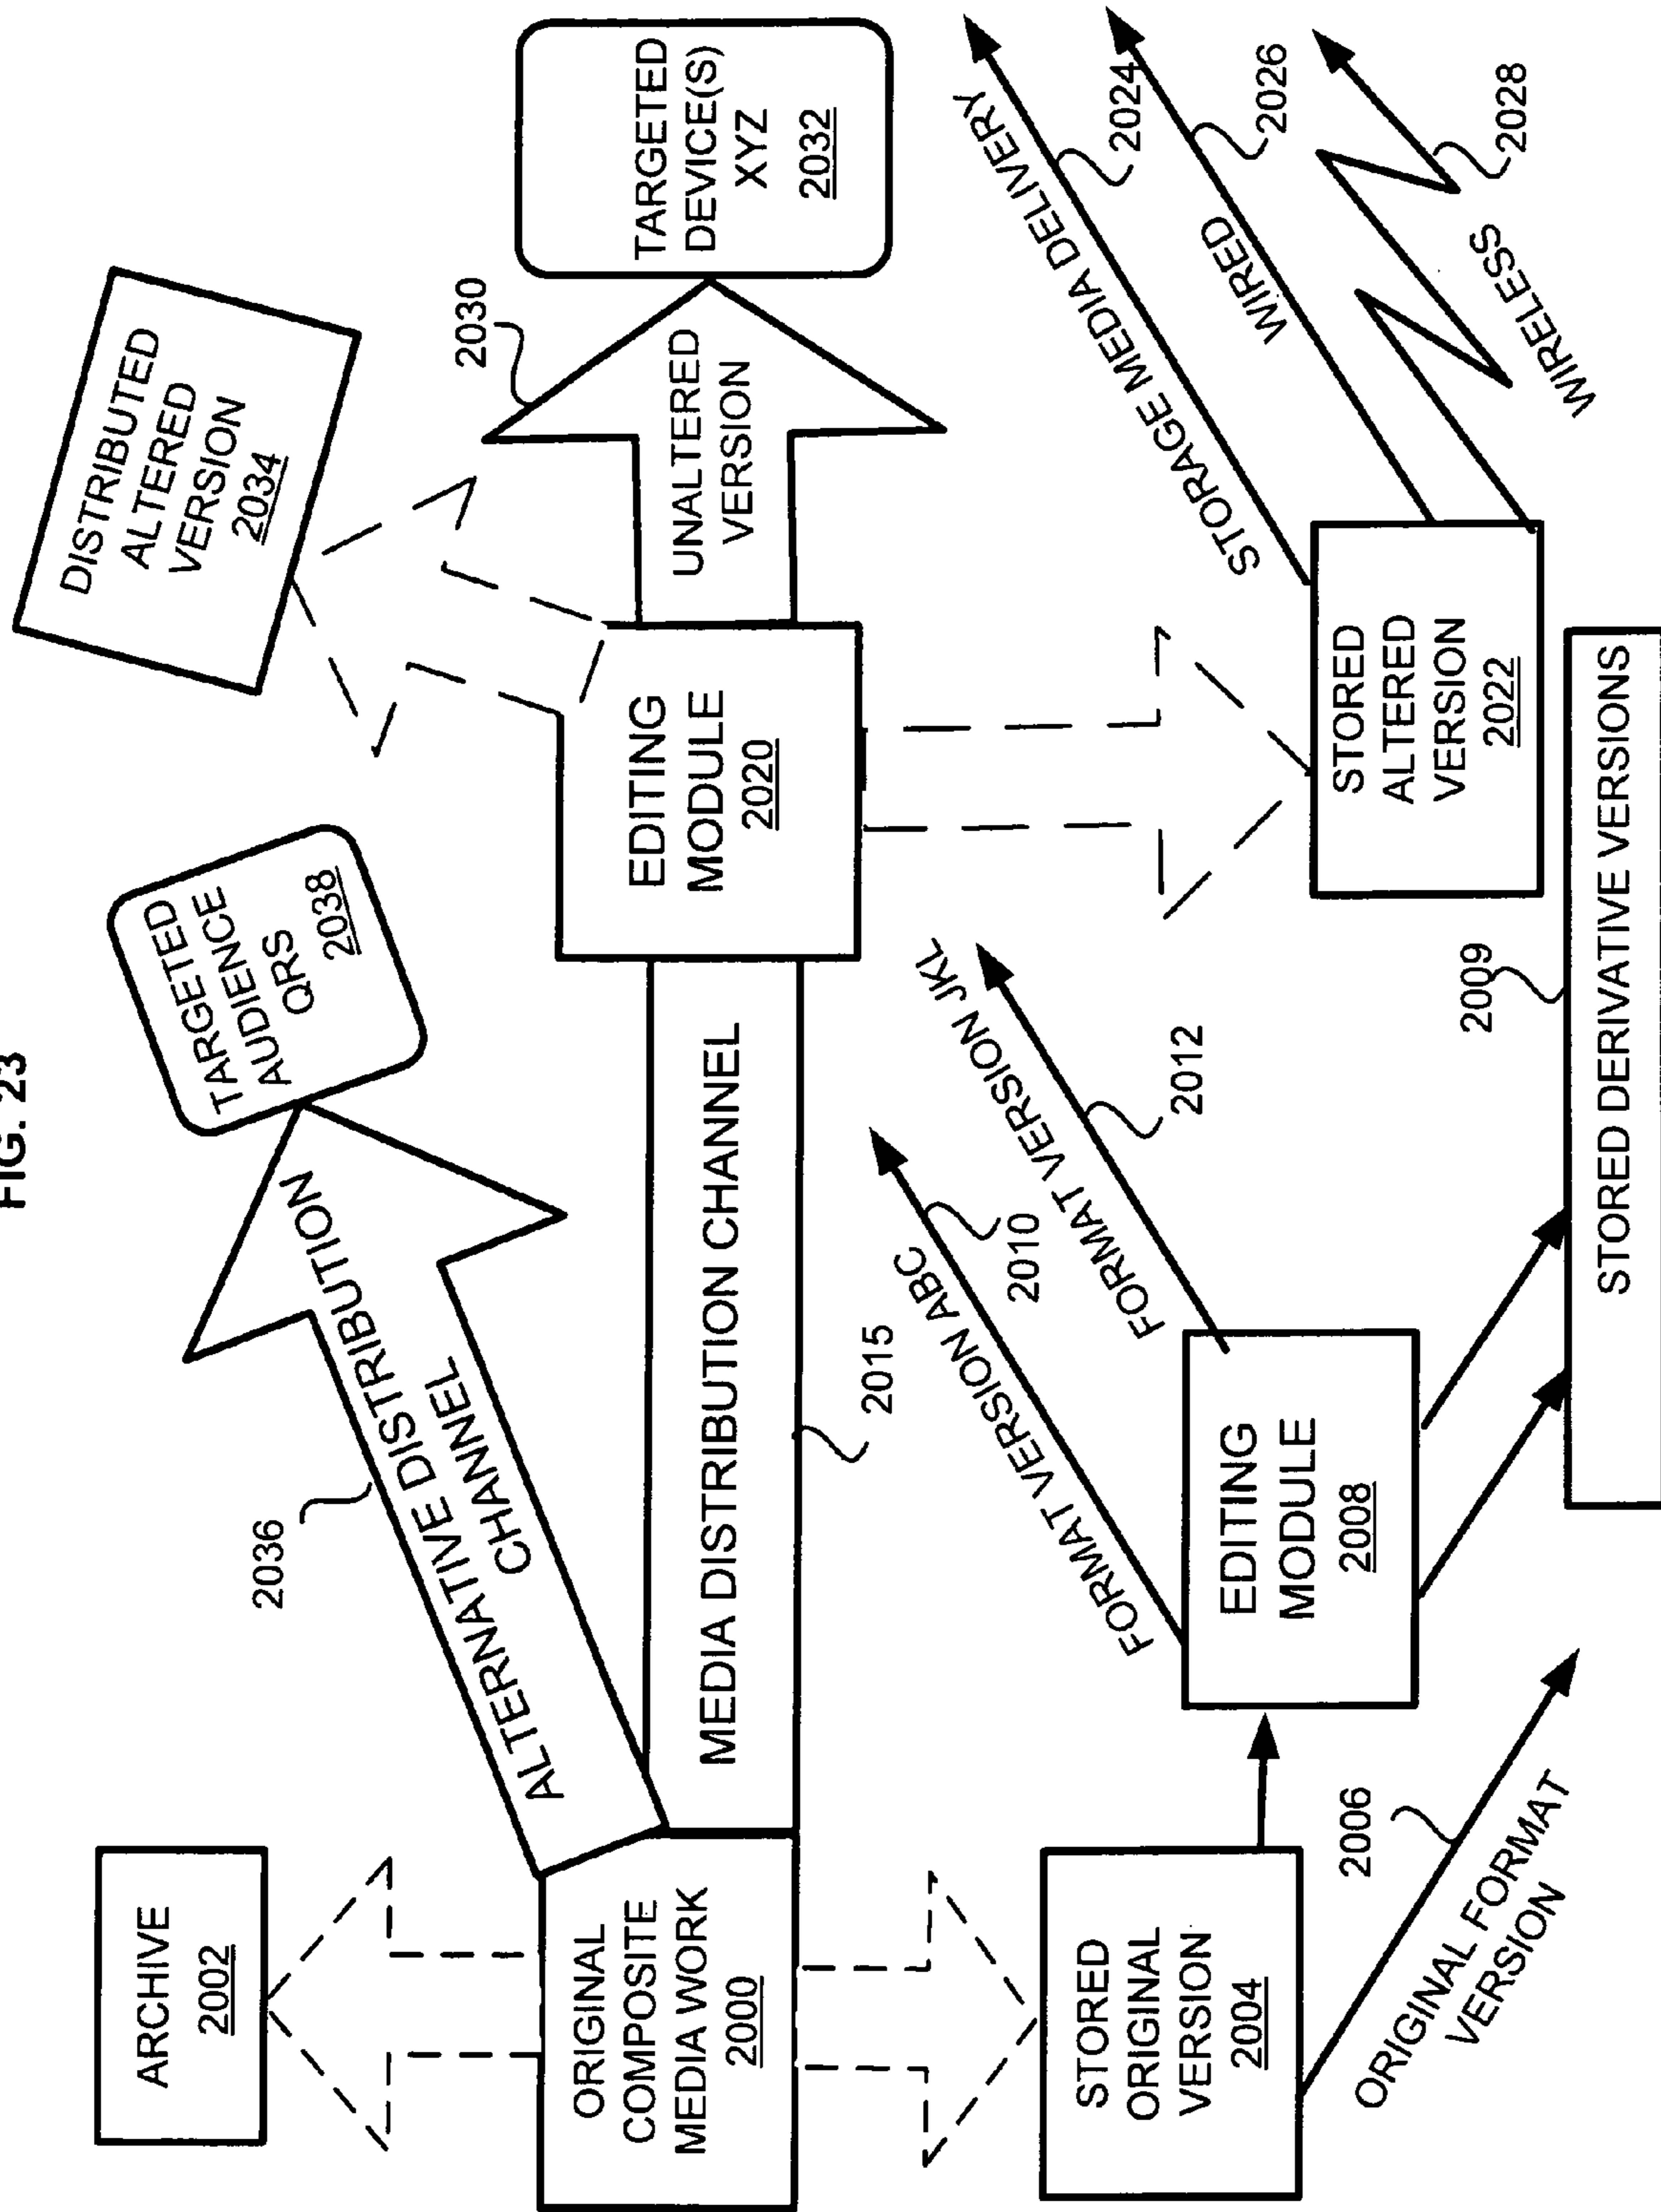 FIG. 23
ARCHIVE
2002
ORIGINAL
COMPOSITE
MEDIA WORK
2000
STORED
ORIGINAL
VERSION
2004
2006
ORIGINAL FORMAT
VERSION
2036
ALTERNATIVE DISTRIBUTION
CHANNEL
TARGETED
AUDIENCE
QRS
2038
MEDIA DISTRIBUTION CHANNEL
2015
EDITING
MODULE
2008
FORMAT VERSION ABC
2010
FORMAT VERSION JKL
2012
2009
STORED DERIVATIVE VERSIONS
EDITING
MODULE
2020
DISTRIBUTED
ALTERED
VERSION
2034
2030
UNALTERED
VERSION
TARGETED
DEVICE(S)
XYZ
2032
STORED
ALTERED
VERSION
2022
STORAGE MEDIA DELIVERY
2024
WIRED
2026
WIRELESS
2028